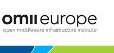 omii europe
open middleware infrastructure institute